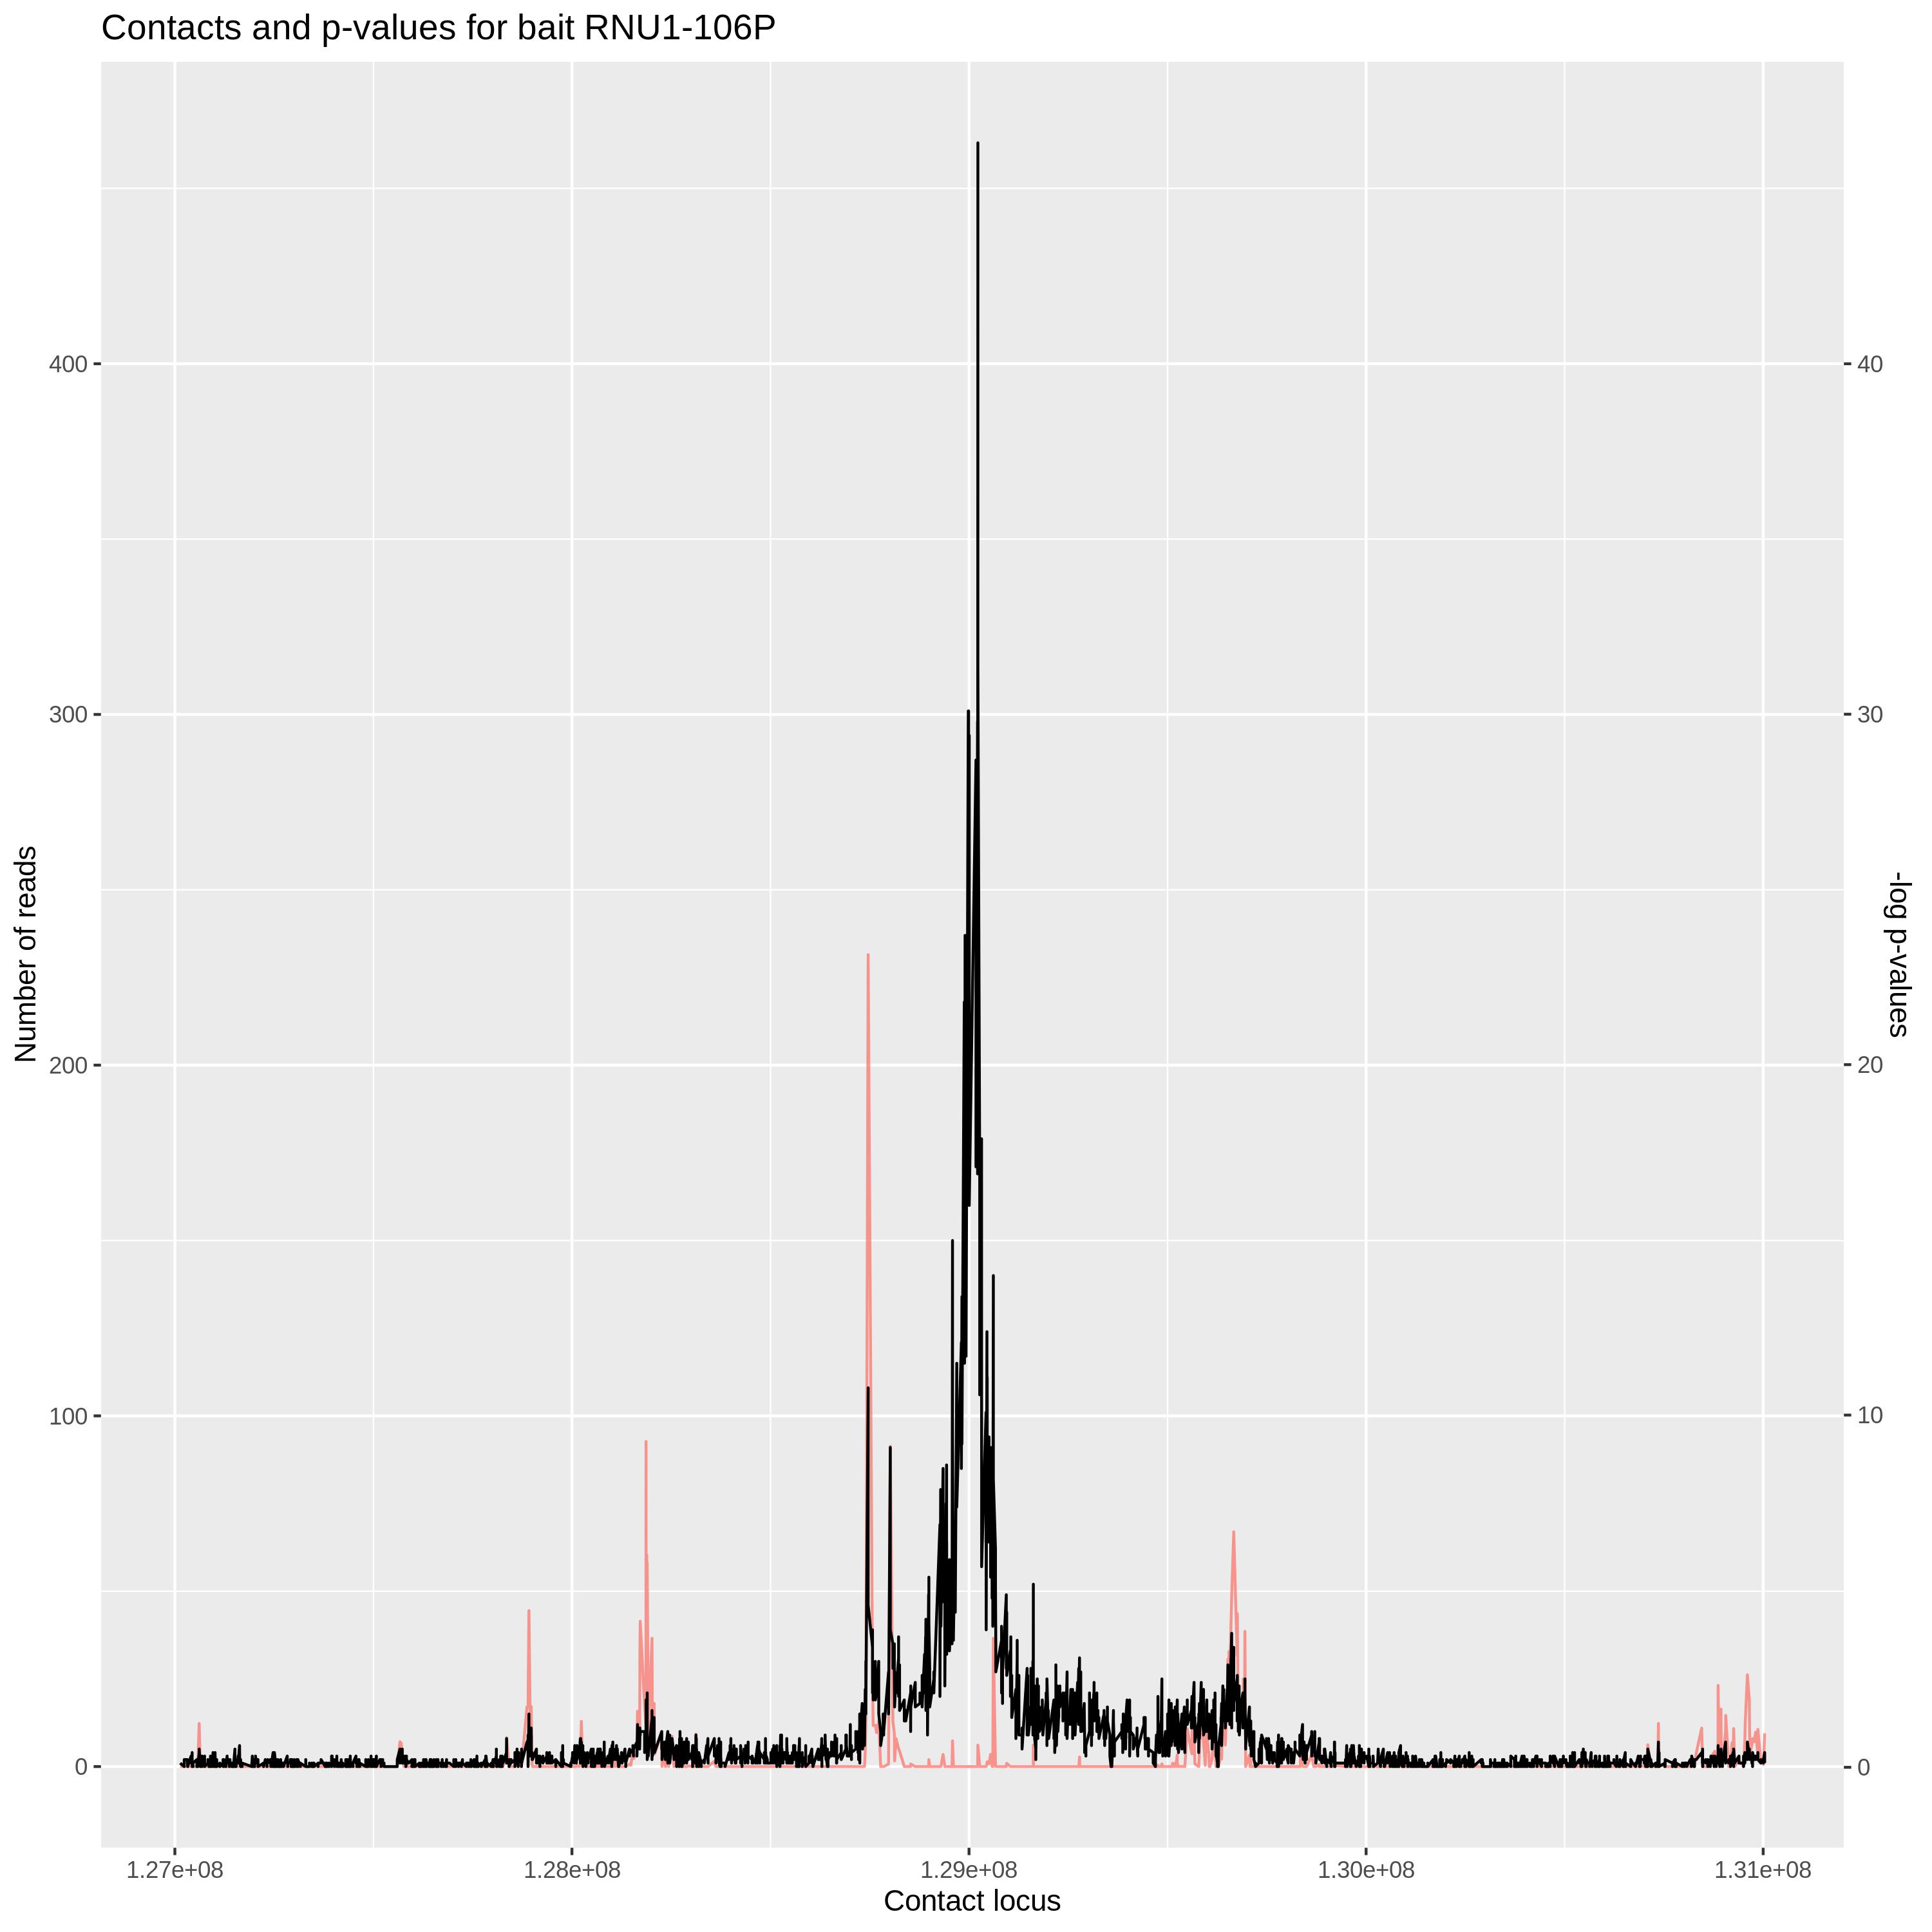 Contacts and p-values for bait RNU1-106P
400
300
200
100
0
40
30
20
10
0
Number of reads
-log p-values
1.27e+08 1.28e+08 1.29e+08 1.30e+08 1.31e+08
Contact locus